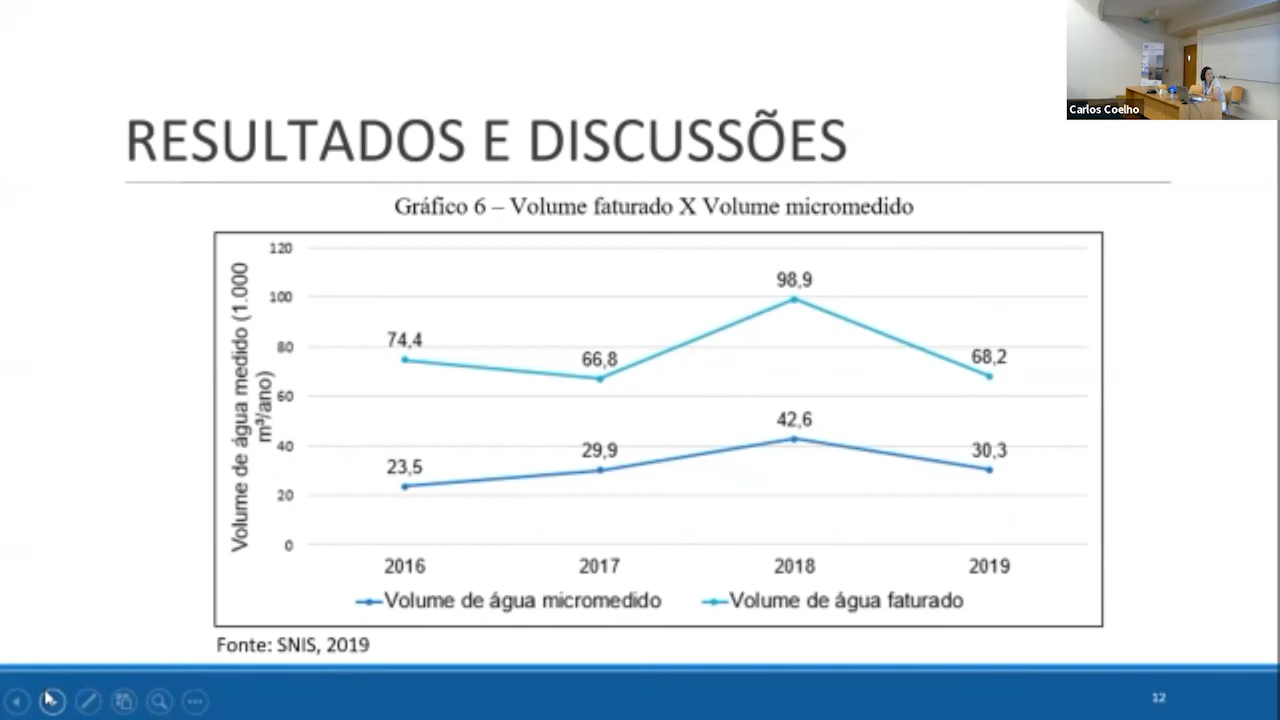 Carlos Coelho
RESULTADOS E DISCUSSÕES
Gráfico 6 – Volume faturado X Volume micromedido
Volume de água medido (1.000
m³/ano)
120
100
80
60
40
20
0
98,9
74,4
66,8
68,2
42,6
29,9
30,3
23,5
2016
2017
2018
2019
Volume de água micromedido
Volume de água faturado
Fonte: SNIS, 2019
12